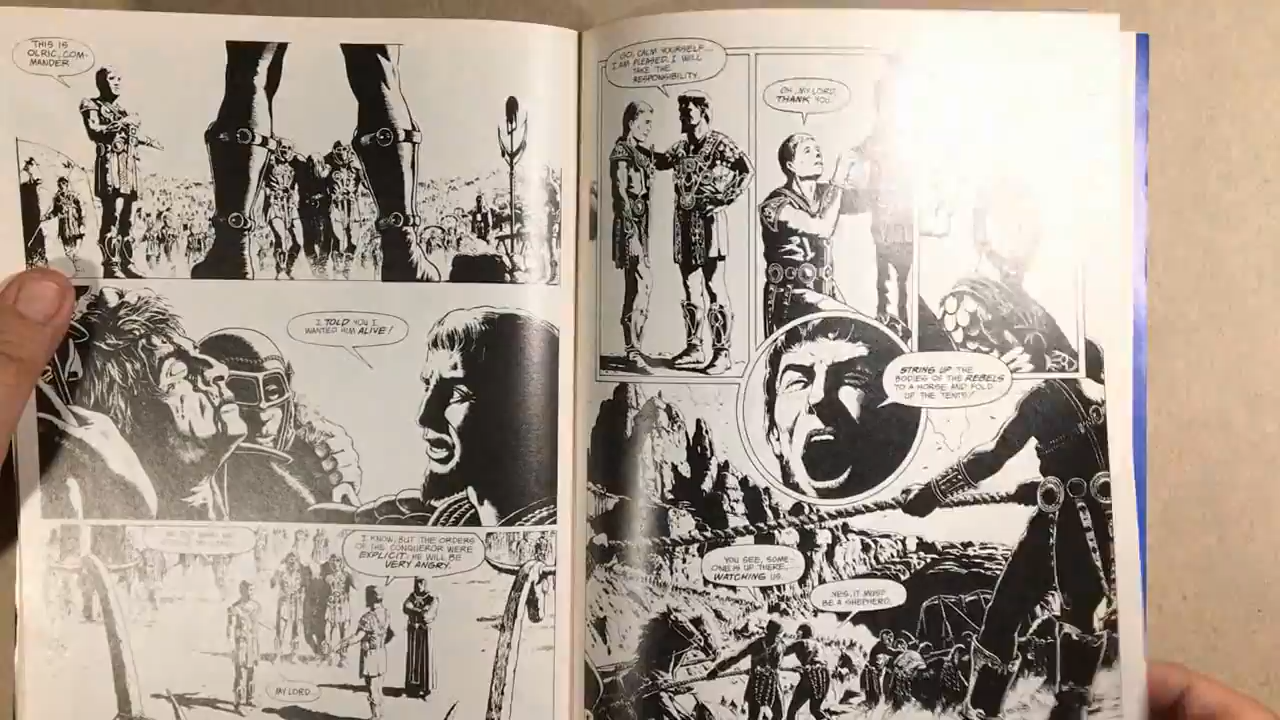 THIS IS
OLRIC, COM-
MANDER
I TOLD YOU I
WANTED HIM ALIVE!
I KNOW, BUT THE ORDERS
OF THE CONQUEROR WERE
EXPLICIT. HE WILL BE
VERY ANGRY.
MY LORD...
GO, CALM YOURSELF...
I AM PLEASED. I WILL
TAKE THE
RESPONSIBILITY.
OH, MY LORD,
THANK YOU.
STRING UP THE
BODIES OF THE REBELS
TO A HORSE AND FOLD
UP THE TENTS!
YOU SEE, SOME-
ONE IS UP THERE,
WATCHING US.
YES, IT MUST
BE A SHEPHERD.